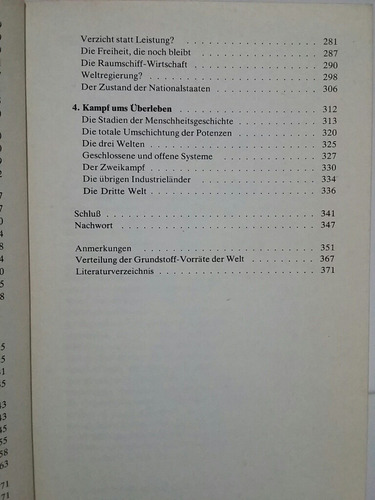 Verzicht statt Leistung? . . . . . . . . . . . . . . . . . 281
Die Freiheit, die noch bleibt . . . . . . . . . . . . . . . 287
Die Raumschiff-Wirtschaft . . . . . . . . . . . . . . . 290
Weltregierung? . . . . . . . . . . . . . . . . . . . . . 298
Der Zustand der Nationalstaaten . . . . . . . . . . . . 306
4. Kampf ums Überleben . . . . . . . . . . . . . . . . 312
Die Stadien der Menschheitsgeschichte . . . . . . . . . 313
Die totale Umschichtung der Potenzen . . . . . . . . . 320
Die drei Welten . . . . . . . . . . . . . . . . . . . . . 325
Geschlossene und offene Systeme . . . . . . . . . . . . 327
Der Zweikampf . . . . . . . . . . . . . . . . . . . . . 330
Die übrigen Industrieländer . . . . . . . . . . . . . . . 334
Die Dritte Welt . . . . . . . . . . . . . . . . . . . . . 336
Schluß . . . . . . . . . . . . . . . . . . . . . . . . . 341
Nachwort . . . . . . . . . . . . . . . . . . . . . . . . 347
Anmerkungen . . . . . . . . . . . . . . . . . . . . . . 351
Verteilung der Grundstoff-Vorräte der Welt . . . . . . . . 367
Literaturverzeichnis . . . . . . . . . . . . . . . . . . . 371